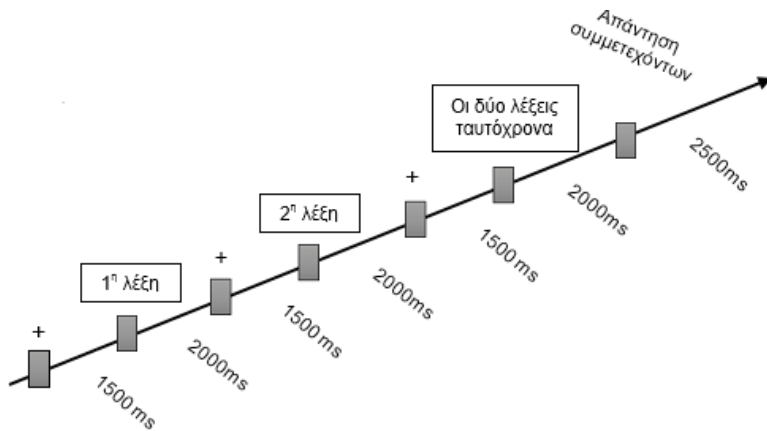 +
1500 ms
1η λέξη
2000ms
+
1500 ms
2η λέξη
2000ms
+
1500 ms
Οι δύο λέξεις
ταυτόχρονα
2000ms
Απάντηση
συμμετεχόντων
2500ms